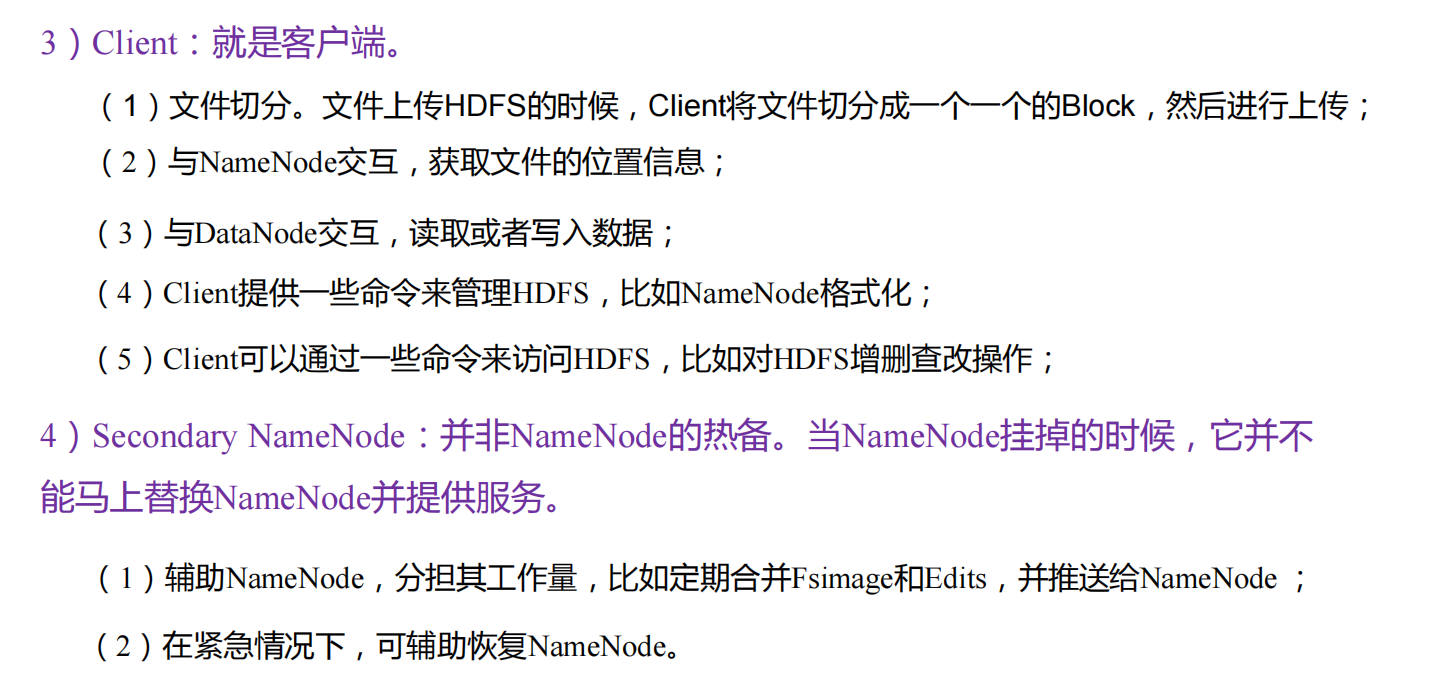 3）Client：就是客户端。
（1）文件切分。文件上传HDFS的时候，Client将文件切分成一个一个的Block，然后进行上传；
（2）与NameNode交互，获取文件的位置信息；
（3）与DataNode交互，读取或者写入数据；
（4）Client提供一些命令来管理HDFS，比如NameNode格式化；
（5）Client可以通过一些命令来访问HDFS，比如对HDFS增删查改操作；
4）Secondary NameNode：并非NameNode的热备。当NameNode挂掉的时候，它并不
能马上替换NameNode并提供服务。
（1）辅助NameNode，分担其工作量，比如定期合并Fsimage和Edits，并推送给NameNode ；
（2）在紧急情况下，可辅助恢复NameNode。